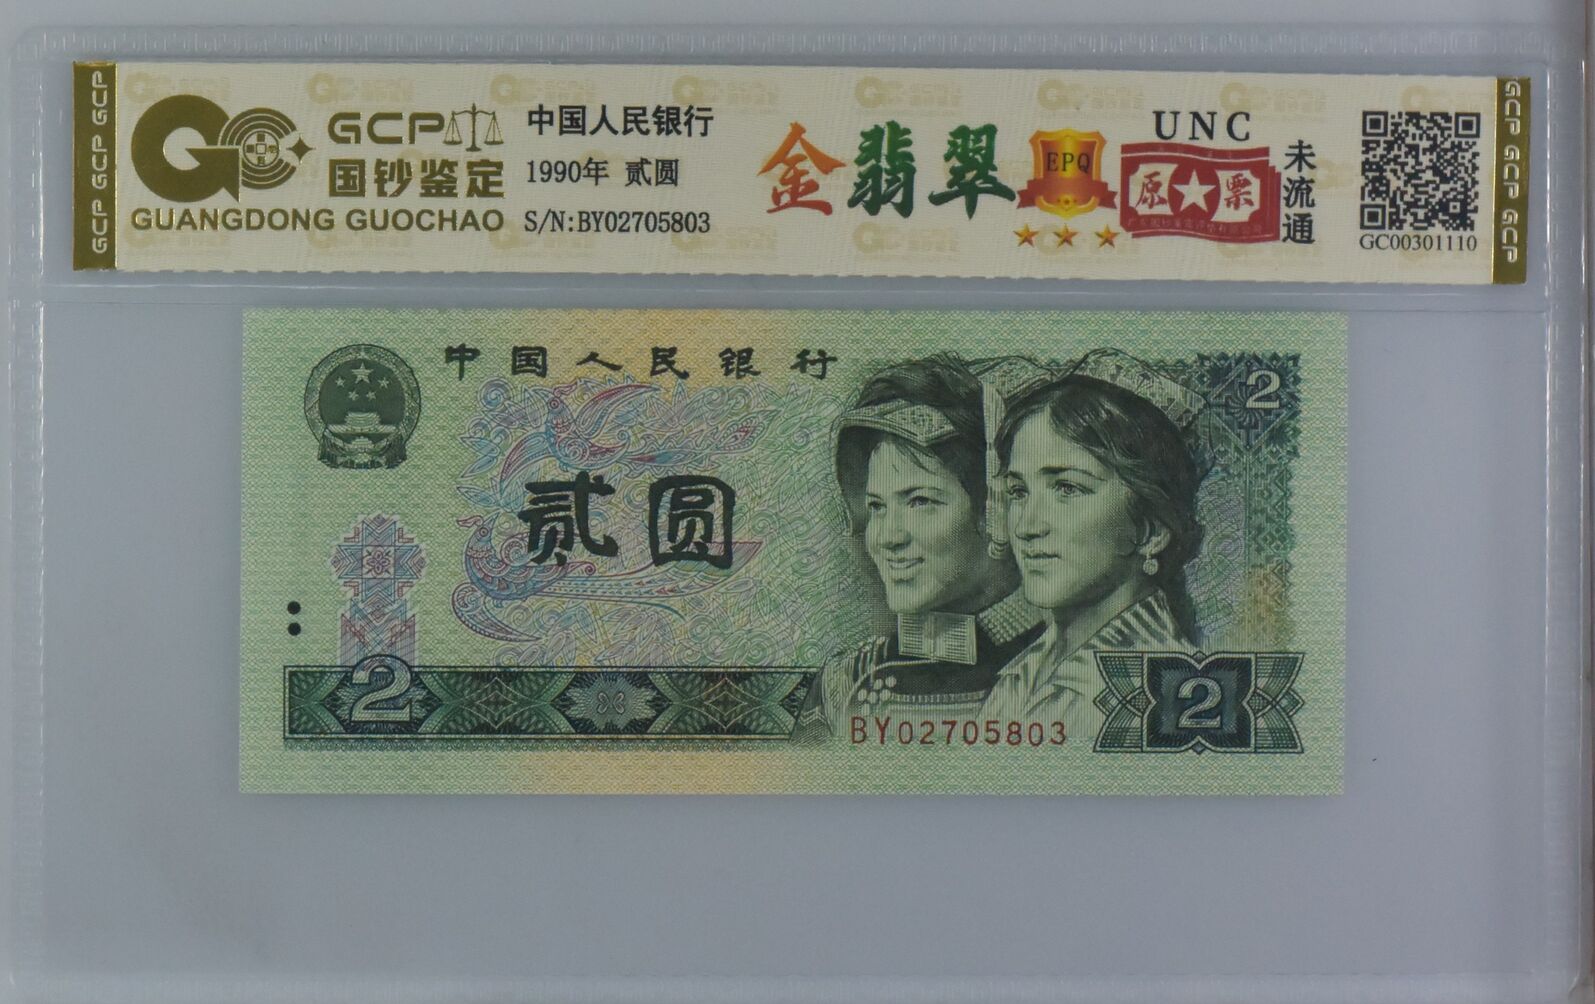 GCP GCP GCP
GCP
国钞鉴定
GUANGDONG GUOCHAO
中国人民银行
1990年 贰圆
S/N:BY02705803
金翡翠
EPQ
UNC
原票
未流通
GC00301110
GCP GCP GCP
中国人民银行
2
贰圆
2
BY02705803
2